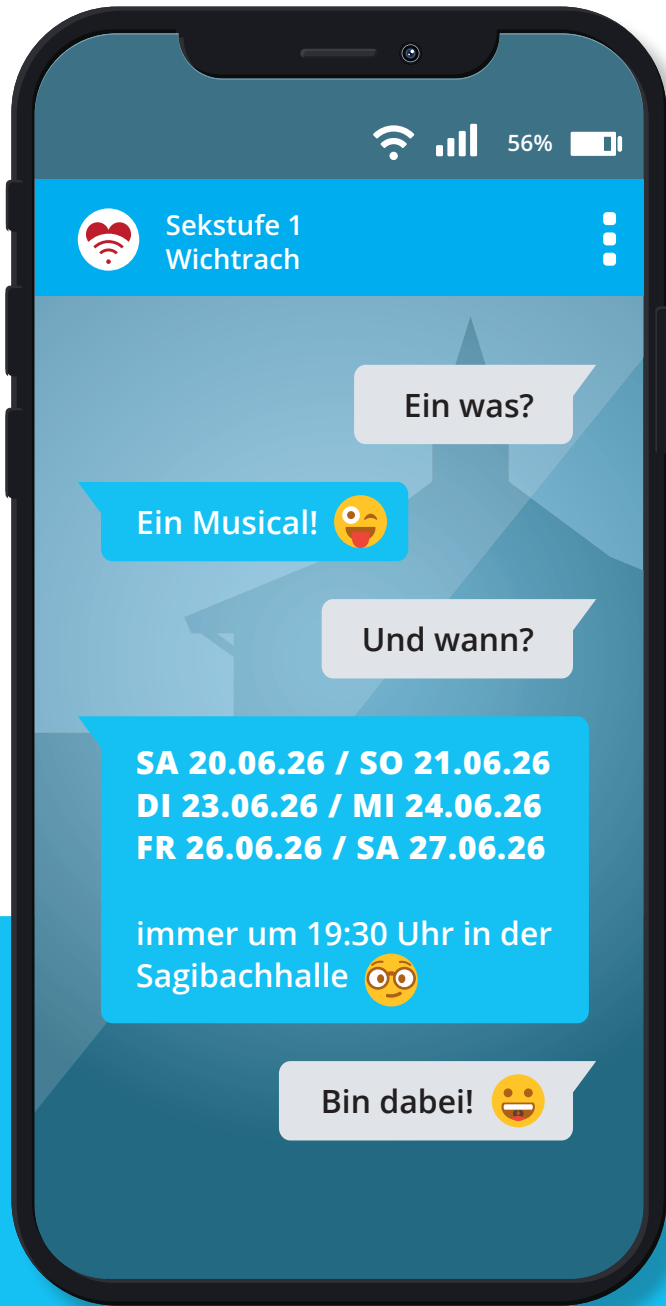 56%
Sekstufe 1
Wichtrach
Ein was?
Ein Musical! 😜
Und wann?
SA 20.06.26 / SO 21.06.26
DI 23.06.26 / MI 24.06.26
FR 26.06.26 / SA 27.06.26
immer um 19:30 Uhr in der
Sagibachhalle
Bin dabei!